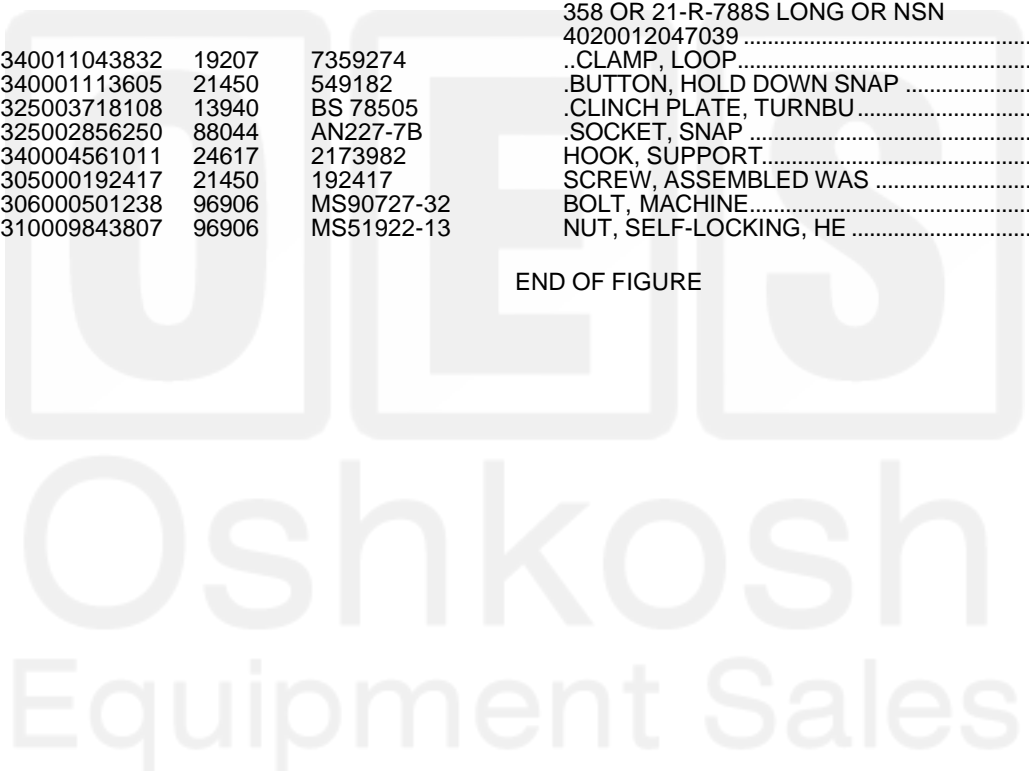 358 OR 21-R-788S LONG OR NSN
4020012047039 ................................................
340011043832 19207 7359274 ..CLAMP, LOOP................................................
340001113605 21450 549182 .BUTTON, HOLD DOWN SNAP .....................
325003718108 13940 BS 78505 .CLINCH PLATE, TURNBU.............................
325002856250 88044 AN227-7B .SOCKET, SNAP ...............................................
340004561011 24617 2173982 HOOK, SUPPORT.............................................
305000192417 21450 192417 SCREW, ASSEMBLED WAS ..........................
306000501238 96906 MS90727-32 BOLT, MACHINE...............................................
310009843807 96906 MS51922-13 NUT, SELF-LOCKING, HE ..............................
END OF FIGURE
OES
Oshkosh
Equipment Sales